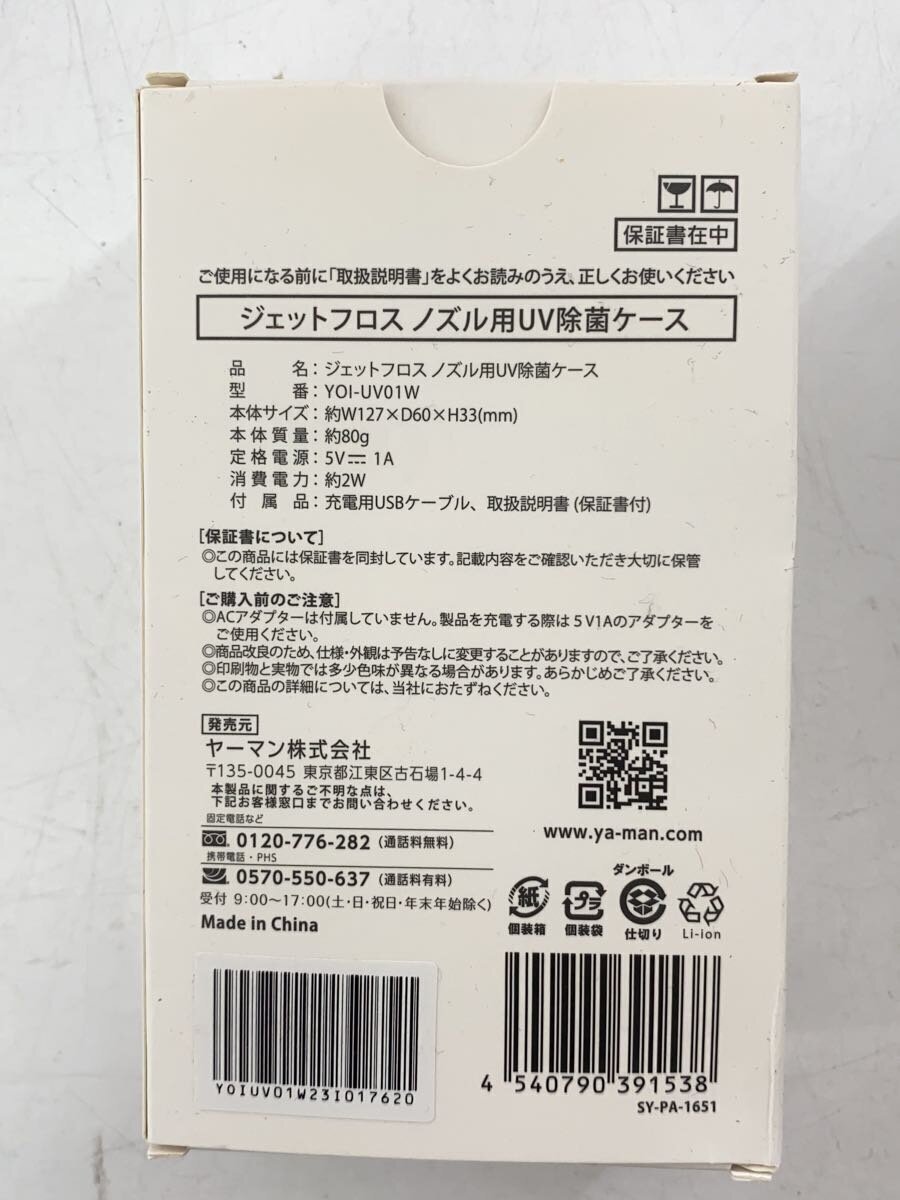 保証書在中
ご使用になる前に「取扱説明書」をよくお読みのうえ、正しくお使いください
ジェットフロス ノズル用UV除菌ケース
品名：ジェットフロス ノズル用UV除菌ケース
型番：YOI-UV01W
本体サイズ：約W127×D60×H33(mm)
本体質量：約80g
定格電源：5V⎓1A
消費電力：約2W
付属品：充電用USBケーブル、取扱説明書 (保証書付)
[保証書について]
◎この商品には保証書を同封しています。記載内容をご確認いただき大切に保管
してください。
[ご購入前のご注意]
◎ACアダプターは付属していません。製品を充電する際は5V1Aのアダプターを
ご使用ください。
◎商品改良のため、仕様・外観は予告なしに変更することがありますので、ご了承ください。
◎印刷物と実物では多少色味が異なる場合があります。あらかじめご了承ください。
◎この商品の詳細については、当社におたずねください。
発売元
ヤーマン株式会社
〒135-0045 東京都江東区古石場1-4-4
本製品に関するご不明な点は、
下記お客様窓口までお問い合わせください。
固定電話など
0120-776-282 (通話料無料)
携帯電話・PHS
0570-550-637 (通話料有料)
受付 9:00〜17:00(土・日・祝日・年末年始除く)
Made in China
www.ya-man.com
ダンボール
紙
プラ
個装箱
個装袋
仕切り
Li-ion
YOIUV01W23I017620
4 540790 391538
SY-PA-1651